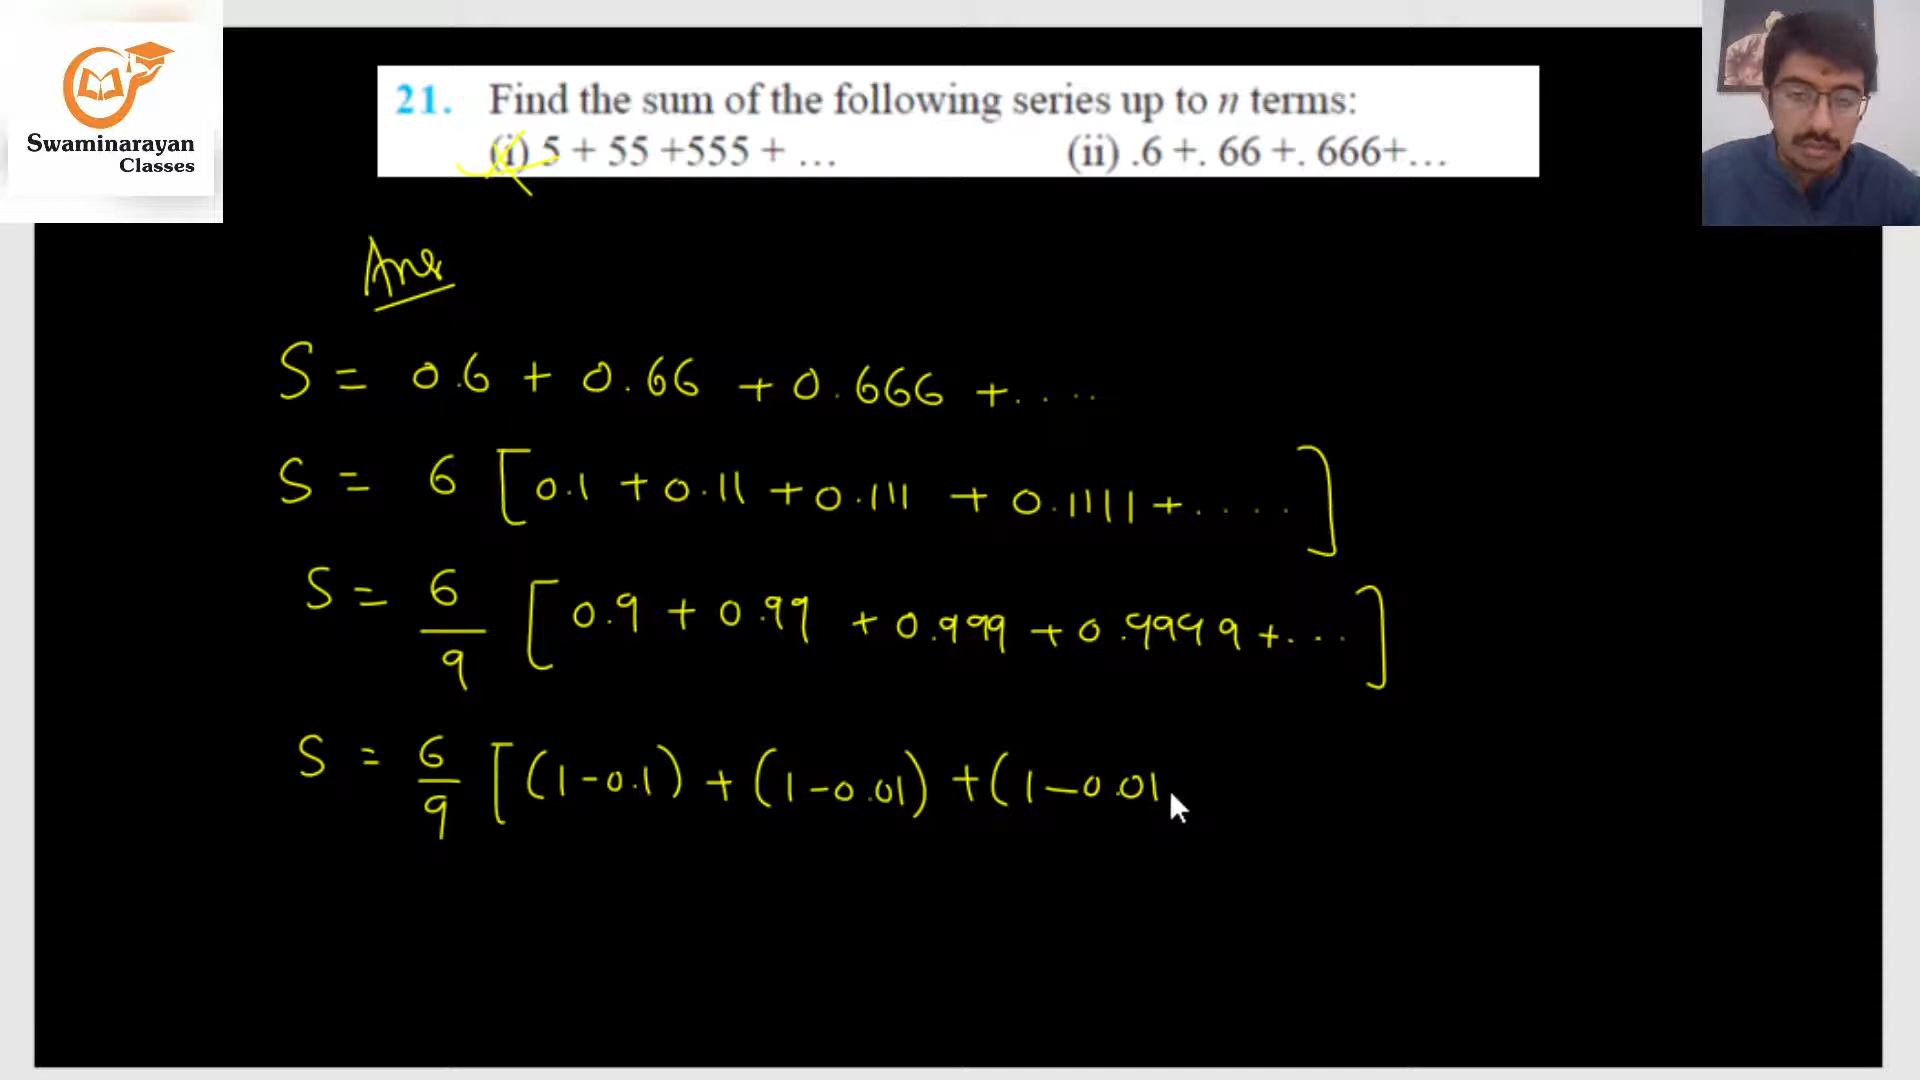 Swaminarayan
Classes
21. Find the sum of the following series up to n terms:
(i) 5 + 55 +555 + … (ii) .6 +. 66 +. 666+…
Ans
S = 0.6 + 0.66 + 0.666 + .....
S = 6 [0.1 + 0.11 + 0.111 + 0.1111 + .....]
S = 6/9 [0.9 + 0.99 + 0.999 + 0.9999 + ...]
S = 6/9 [(1-0.1) + (1-0.01) + (1-0.01